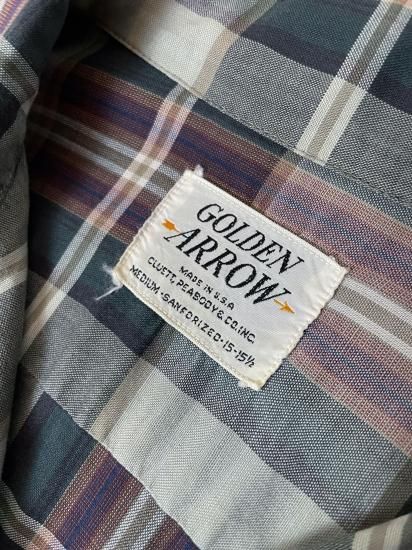 GOLDEN
ARROW
MADE IN U.S.A
CLUETT, PEABODY & CO. INC.
MEDIUM-SANFORIZED-15-15½